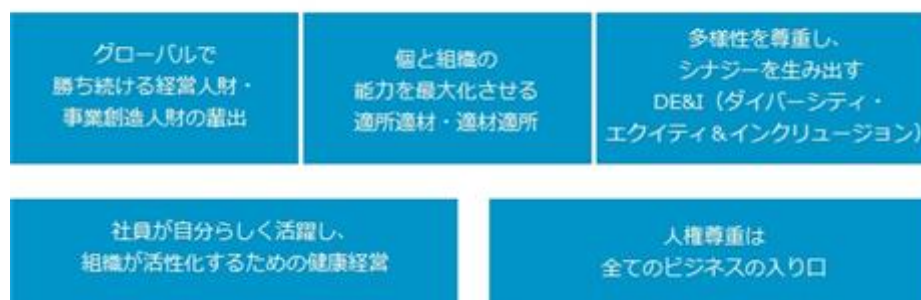 グローバルで
勝ち続ける経営人財・
事業創造人財の輩出
個と組織の
能力を最大化させる
適所適材・適材適所
多様性を尊重し、
シナジーを生み出す
DE&I（ダイバーシティ・
エクイティ＆インクリュージョン）
社員が自分らしく活躍し、
組織が活性化するための健康経営
人権尊重は
全てのビジネスの入り口